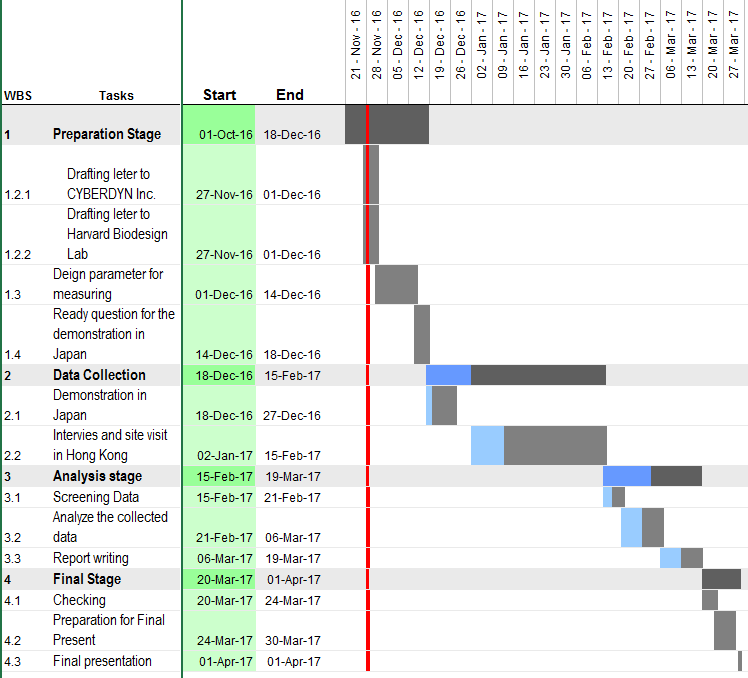 21 - Nov - 16
28 - Nov - 16
05 - Dec - 16
12 - Dec - 16
19 - Dec - 16
26 - Dec - 16
02 - Jan - 17
09 - Jan - 17
16 - Jan - 17
23 - Jan - 17
30 - Jan - 17
06 - Feb - 17
13 - Feb - 17
20 - Feb - 17
27 - Feb - 17
06 - Mar - 17
13 - Mar - 17
20 - Mar - 17
27 - Mar - 17
WBS Tasks Start End
1 Preparation Stage 01-Oct-16 18-Dec-16
Drafting leter to
1.2.1 CYBERDYN Inc. 27-Nov-16 01-Dec-16
Drafting leter to
Harvard Biodesign
1.2.2 Lab 27-Nov-16 01-Dec-16
Deign parameter for
1.3 measuring 01-Dec-16 14-Dec-16
Ready question for the
demonstration in
1.4 Japan 14-Dec-16 18-Dec-16
2 Data Collection 18-Dec-16 15-Feb-17
Demonstration in
2.1 Japan 18-Dec-16 27-Dec-16
Intervies and site visit
2.2 in Hong Kong 02-Jan-17 15-Feb-17
3 Analysis stage 15-Feb-17 19-Mar-17
3.1 Screening Data 15-Feb-17 21-Feb-17
Analyze the collected
3.2 data 21-Feb-17 06-Mar-17
3.3 Report writing 06-Mar-17 19-Mar-17
4 Final Stage 20-Mar-17 01-Apr-17
4.1 Checking 20-Mar-17 24-Mar-17
Preparation for Final
4.2 Present 24-Mar-17 30-Mar-17
4.3 Final presentation 01-Apr-17 01-Apr-17